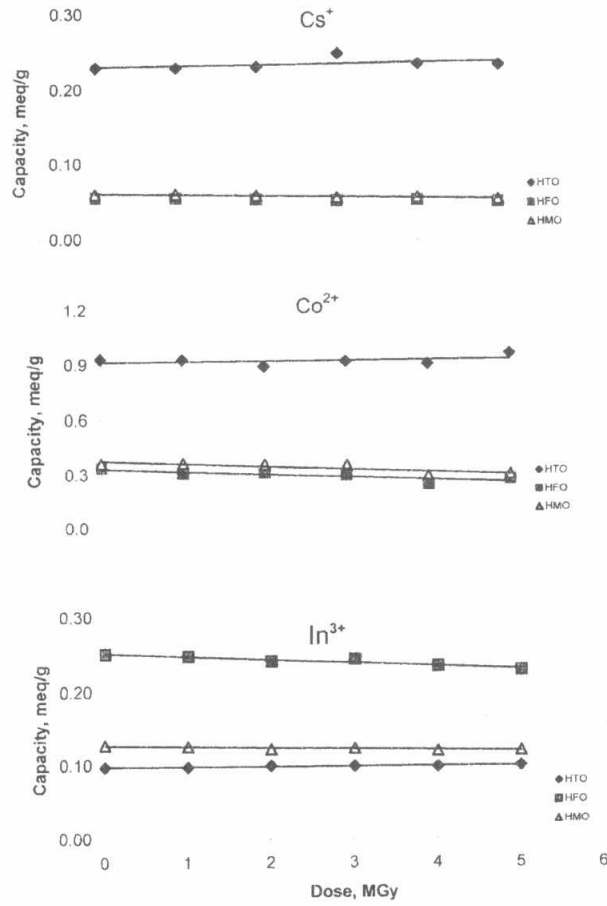 Cs⁺
Capacity, meq/g
0.30
0.20
0.10
0.00
HTO
HFO
HMO
Co²⁺
Capacity, meq/g
1.2
0.9
0.6
0.3
0.0
HTO
HFO
HMO
In³⁺
Capacity, meq/g
0.30
0.20
0.10
0.00
HTO
HFO
HMO
0 1 2 3 4 5 6
Dose, MGy